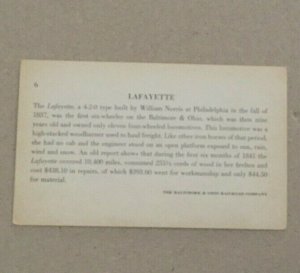 6
LAFAYETTE
The Lafayette, a 4-2-0 type built by William Norris at Philadelphia in the fall of
1837, was the first six-wheeler on the Baltimore & Ohio, which was then nine
years old and owned only eleven four-wheeled locomotives. This locomotive was a
high-stacked woodburner used to haul freight. Like other iron horses of that period,
she had no cab and the engineer stood on an open platform exposed to sun, rain,
wind and snow. An old report shows that during the first six months of 1841 the
Lafayette covered 10,400 miles, consumed 255¼ cords of wood in her firebox and
cost $438.10 in repairs, of which $393.60 went for workmanship and only $44.50
for material.
THE BALTIMORE & OHIO RAILROAD COMPANY